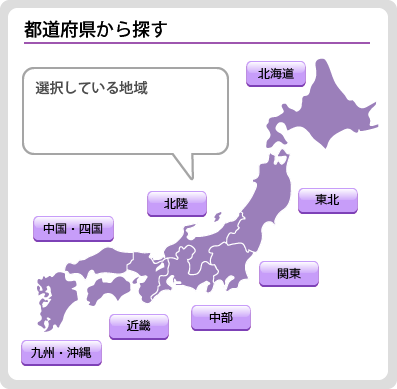 都道府県から探す
北海道
選択している地域
北陸
東北
中国・四国
関東
中部
近畿
九州・沖縄